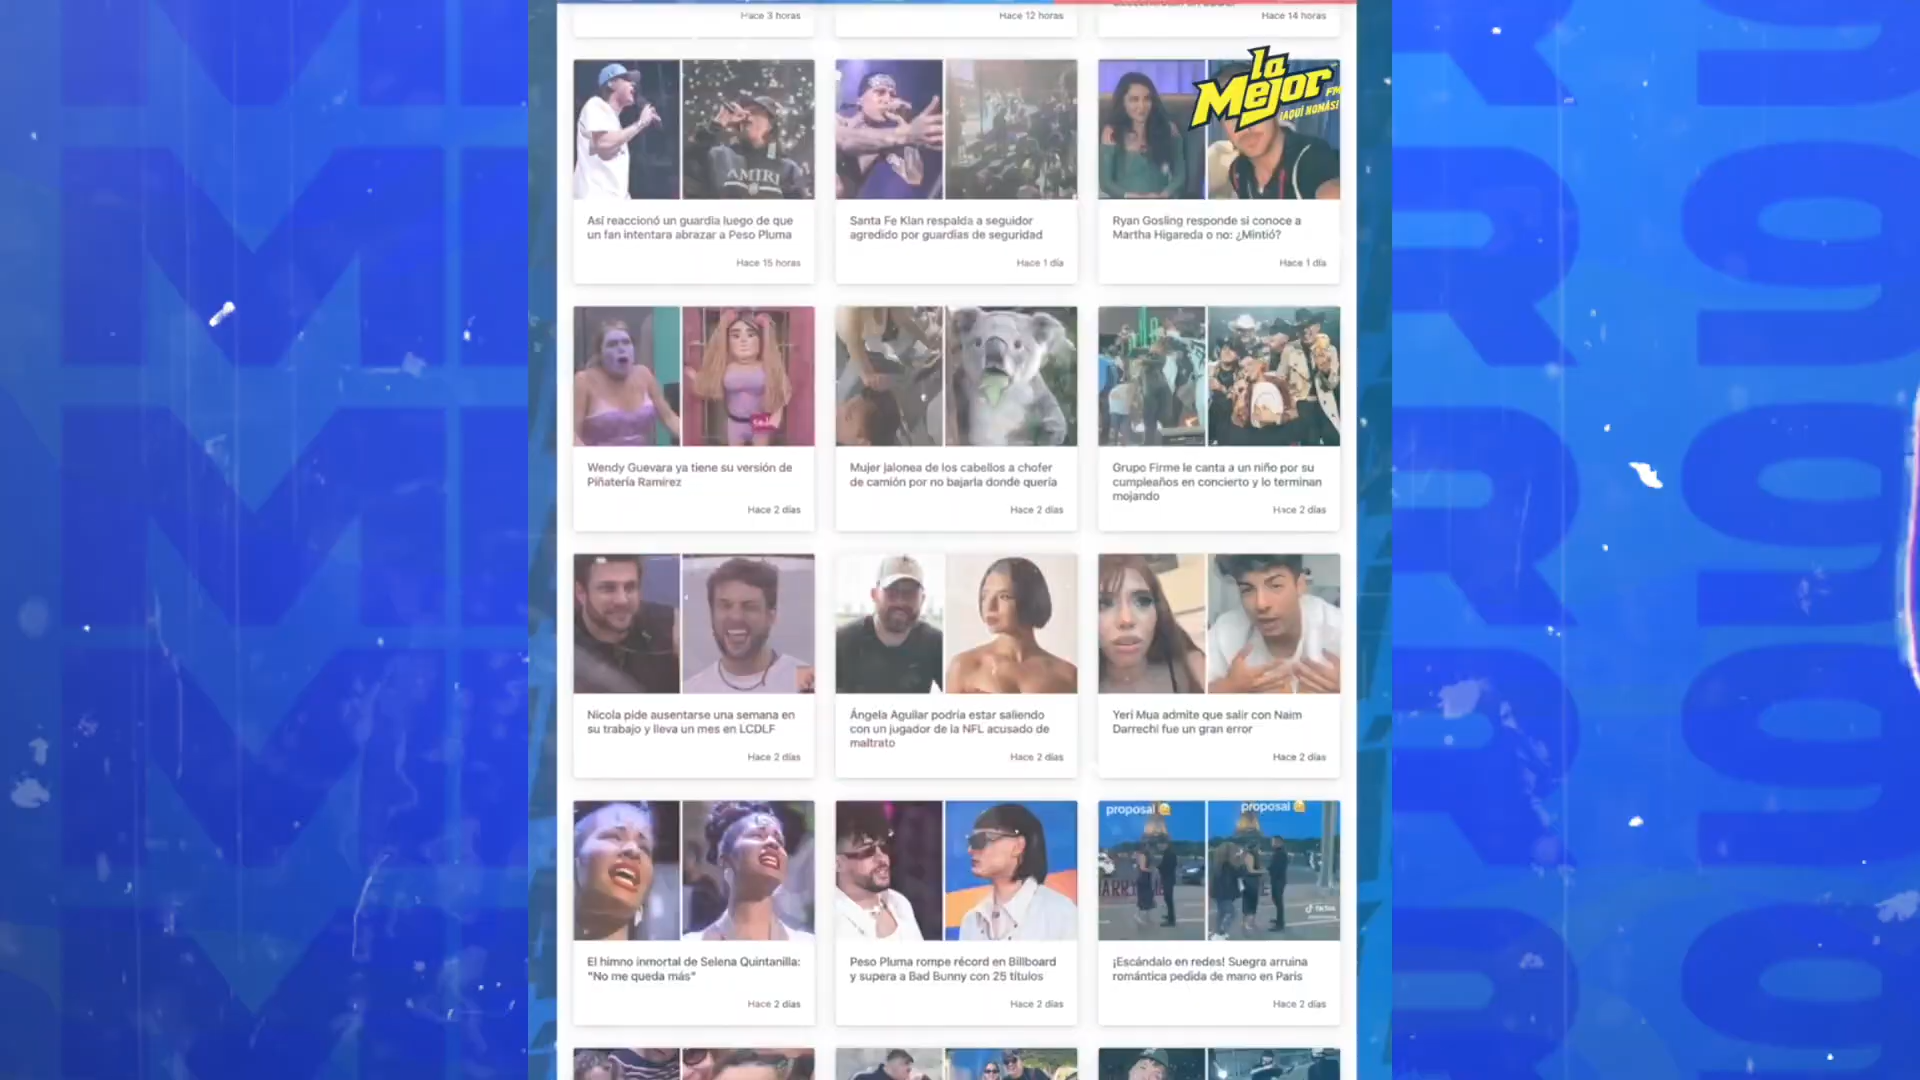 Hace 3 horas
Hace 12 horas
Hace 14 horas
la
Mejor
FM
¡AQUÍ NOMÁS!
AMIRI
Así reaccionó un guardia luego de que
un fan intentara abrazar a Peso Pluma
Hace 15 horas
Santa Fe Klan respalda a seguidor
agredido por guardias de seguridad
Hace 1 día
Ryan Gosling responde si conoce a
Martha Higareda o no: ¿Mintió?
Hace 1 día
Wendy Guevara ya tiene su versión de
Piñatería Ramírez
Hace 2 días
Mujer jalonea de los cabellos a chofer
de camión por no bajarla donde quería
Hace 2 días
Grupo Firme le canta a un niño por su
cumpleaños en concierto y lo terminan
mojando
Hace 2 días
Nicola pide ausentarse una semana en
su trabajo y lleva un mes en LCDLF
Hace 2 días
Ángela Aguilar podría estar saliendo
con un jugador de la NFL acusado de
maltrato
Hace 2 días
Yeri Mua admite que salir con Naim
Darrechi fue un gran error
Hace 2 días
El himno inmortal de Selena Quintanilla:
"No me queda más"
Hace 2 días
Peso Pluma rompe récord en Billboard
y supera a Bad Bunny con 25 títulos
Hace 2 días
proposal
proposal
TikTok
¡Escándalo en redes! Suegra arruina
romántica pedida de mano en Paris
Hace 2 días